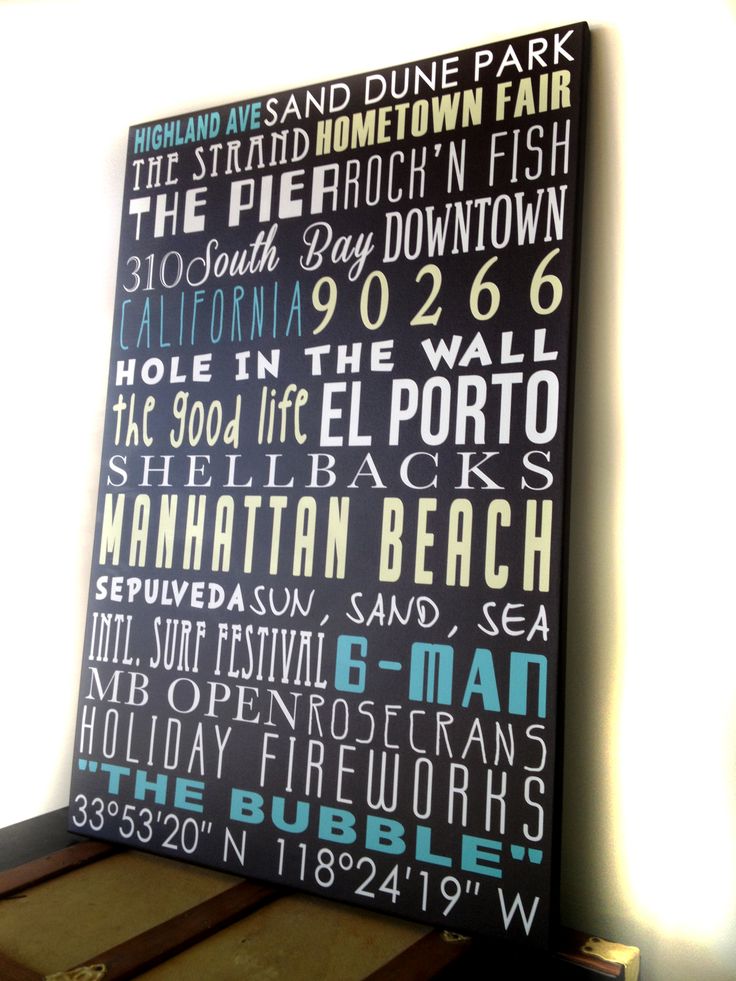 HIGHLAND AVE SAND DUNE PARK
THE STRAND HOMETOWN FAIR
THE PIER ROCK'N FISH
310 South Bay DOWNTOWN
CALIFORNIA 90266
HOLE IN THE WALL
the good life EL PORTO
SHELLBACKS
MANHATTAN BEACH
SEPULVEDA SUN, SAND, SEA
INTL. SURF FESTIVAL 6-MAN
MB OPEN ROSECRANS
HOLIDAY FIREWORKS
"THE BUBBLE"
33°53'20" N 118°24'19" W